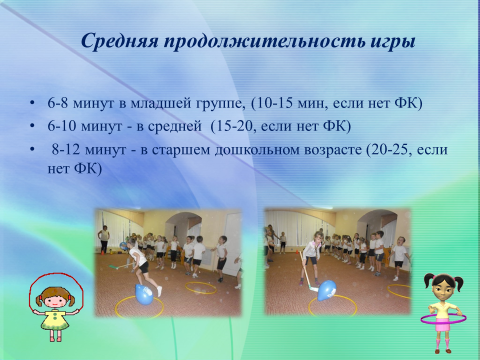 Средняя продолжительность игры
• 6-8 минут в младшей группе, (10-15 мин, если нет ФК)
• 6-10 минут - в средней (15-20, если нет ФК)
• 8-12 минут - в старшем дошкольном возрасте (20-25, если
нет ФК)